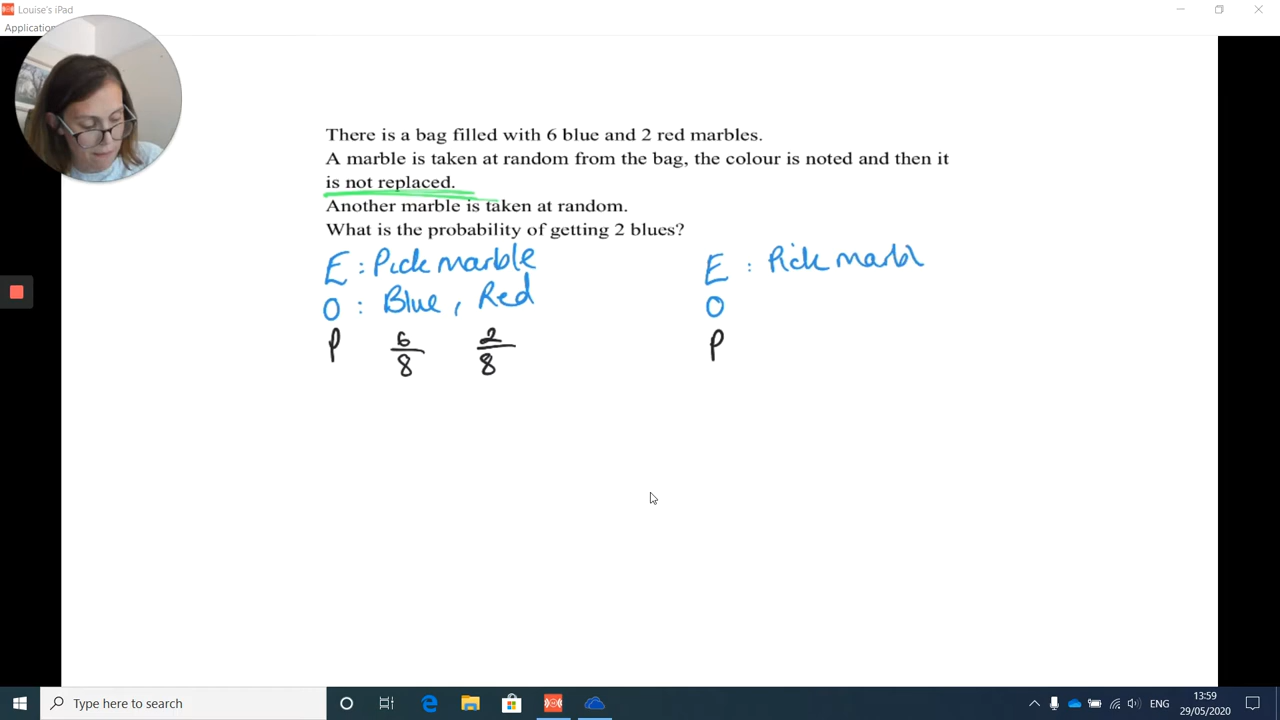 Louise's iPad
Application
There is a bag filled with 6 blue and 2 red marbles.
A marble is taken at random from the bag, the colour is noted and then it
is not replaced.
Another marble is taken at random.
What is the probability of getting 2 blues?
E : Pick marble
O : Blue, Red
P 6/8 2/8
E : Pick marbl
O
P
Type here to search
ENG
13:59
29/05/2020